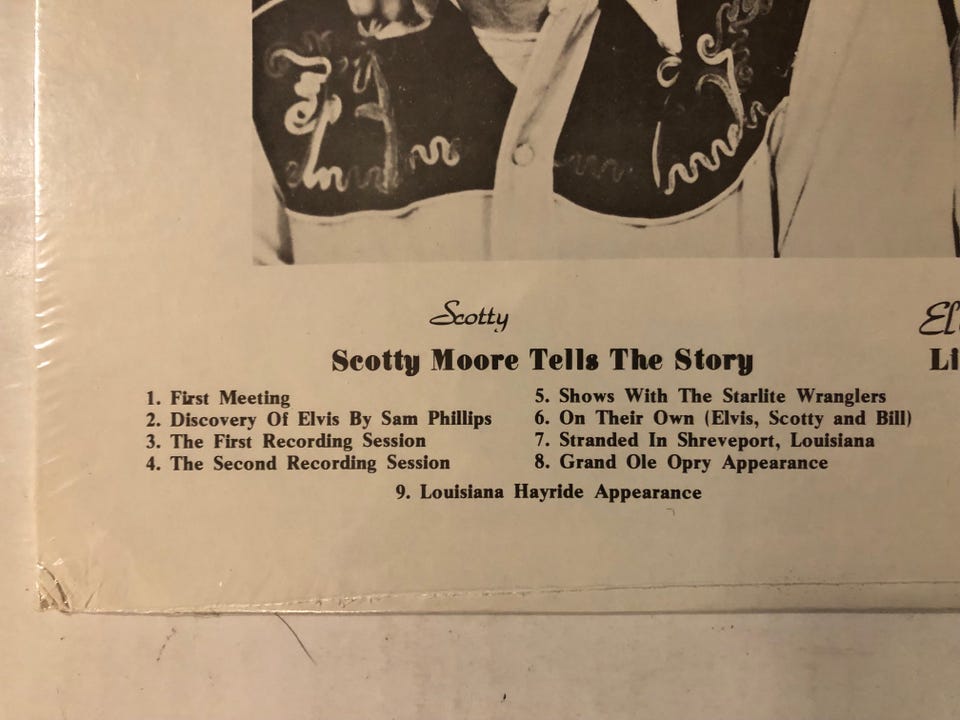 Scotty
Scotty Moore Tells The Story
1. First Meeting
2. Discovery Of Elvis By Sam Phillips
3. The First Recording Session
4. The Second Recording Session
5. Shows With The Starlite Wranglers
6. On Their Own (Elvis, Scotty and Bill)
7. Stranded In Shreveport, Louisiana
8. Grand Ole Opry Appearance
9. Louisiana Hayride Appearance
El
Li